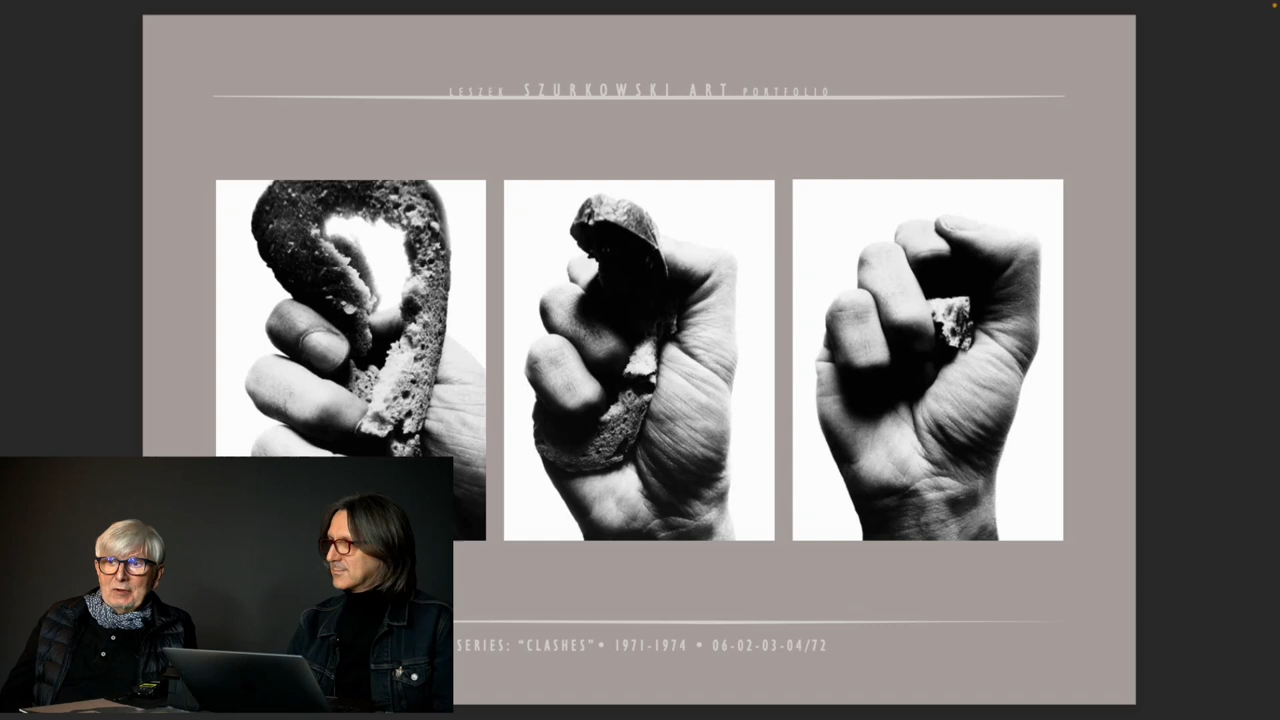 LESZEK SZURKOWSKI ART PORTFOLIO
SERIES: “CLASHES” • 1971-1974 • 06-02-03-04/72